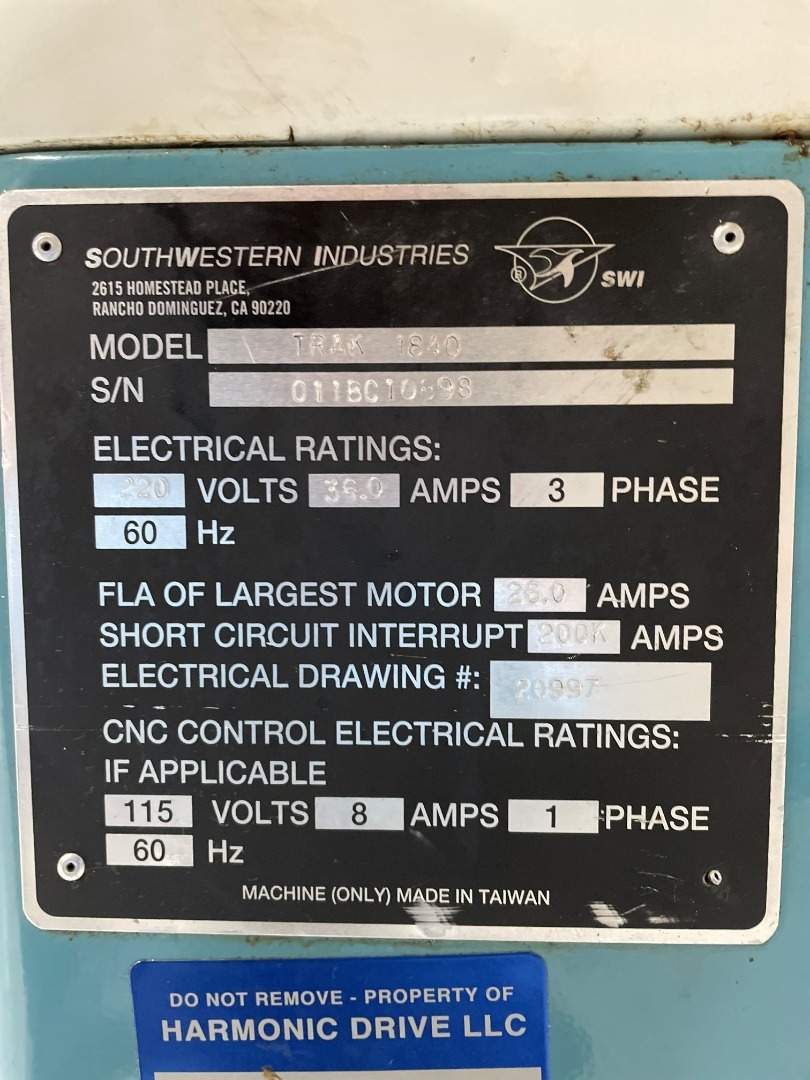 SOUTHWESTERN INDUSTRIES
® SWI
2615 HOMESTEAD PLACE,
RANCHO DOMINGUEZ, CA 90220
MODEL TRAK 1840
S/N
ELECTRICAL RATINGS:
220 VOLTS 36.0 AMPS 3 PHASE
60 Hz
FLA OF LARGEST MOTOR 26.0 AMPS
SHORT CIRCUIT INTERRUPT 200K AMPS
ELECTRICAL DRAWING #: 20997
CNC CONTROL ELECTRICAL RATINGS:
IF APPLICABLE
115 VOLTS 8 AMPS 1 PHASE
60 Hz
MACHINE (ONLY) MADE IN TAIWAN
DO NOT REMOVE - PROPERTY OF
HARMONIC DRIVE LLC